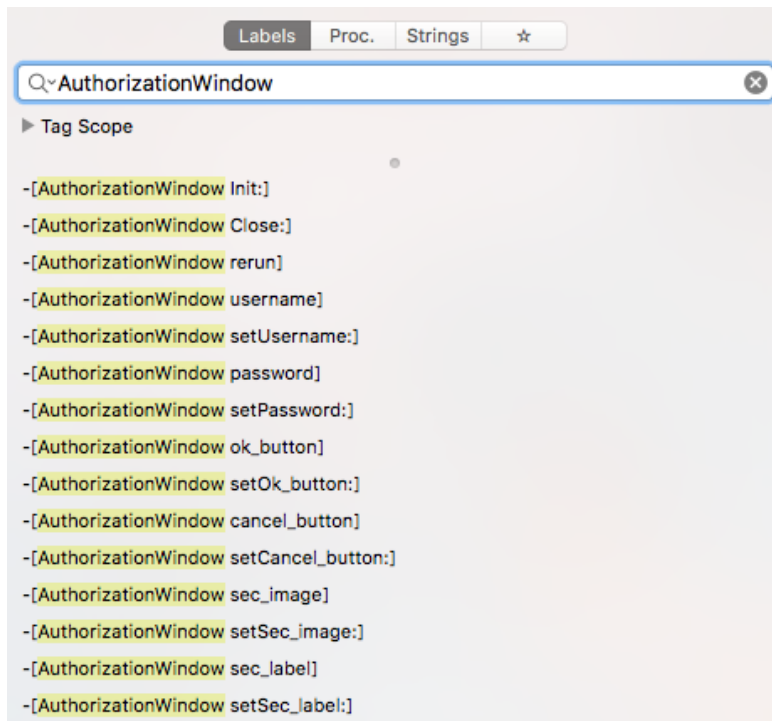 Labels Proc. Strings ☆
AuthorizationWindow
Tag Scope
-[AuthorizationWindow Init:]
-[AuthorizationWindow Close:]
-[AuthorizationWindow rerun]
-[AuthorizationWindow username]
-[AuthorizationWindow setUsername:]
-[AuthorizationWindow password]
-[AuthorizationWindow setPassword:]
-[AuthorizationWindow ok_button]
-[AuthorizationWindow setOk_button:]
-[AuthorizationWindow cancel_button]
-[AuthorizationWindow setCancel_button:]
-[AuthorizationWindow sec_image]
-[AuthorizationWindow setSec_image:]
-[AuthorizationWindow sec_label]
-[AuthorizationWindow setSec_label:]